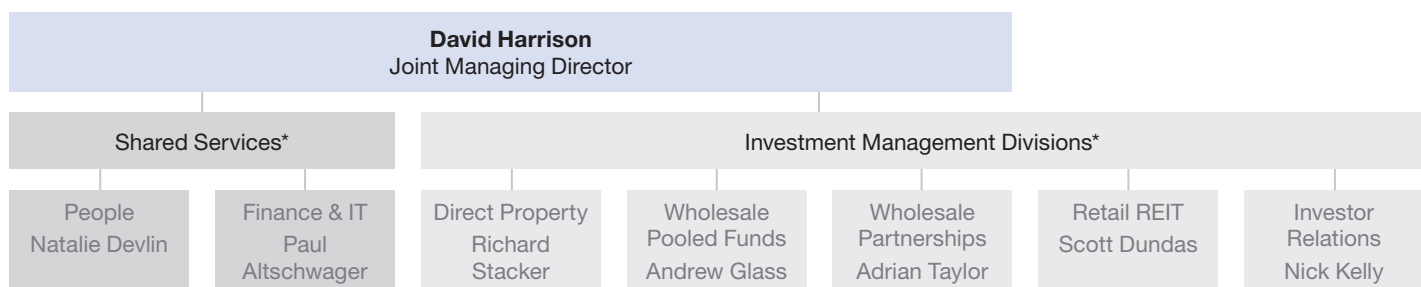 David Harrison
Joint Managing Director
Shared Services*
Investment Management Divisions*
People
Natalie Devlin
Finance & IT
Paul
Altschwager
Direct Property
Richard
Stacker
Wholesale
Pooled Funds
Andrew Glass
Wholesale
Partnerships
Adrian Taylor
Retail REIT
Scott Dundas
Investor
Relations
Nick Kelly